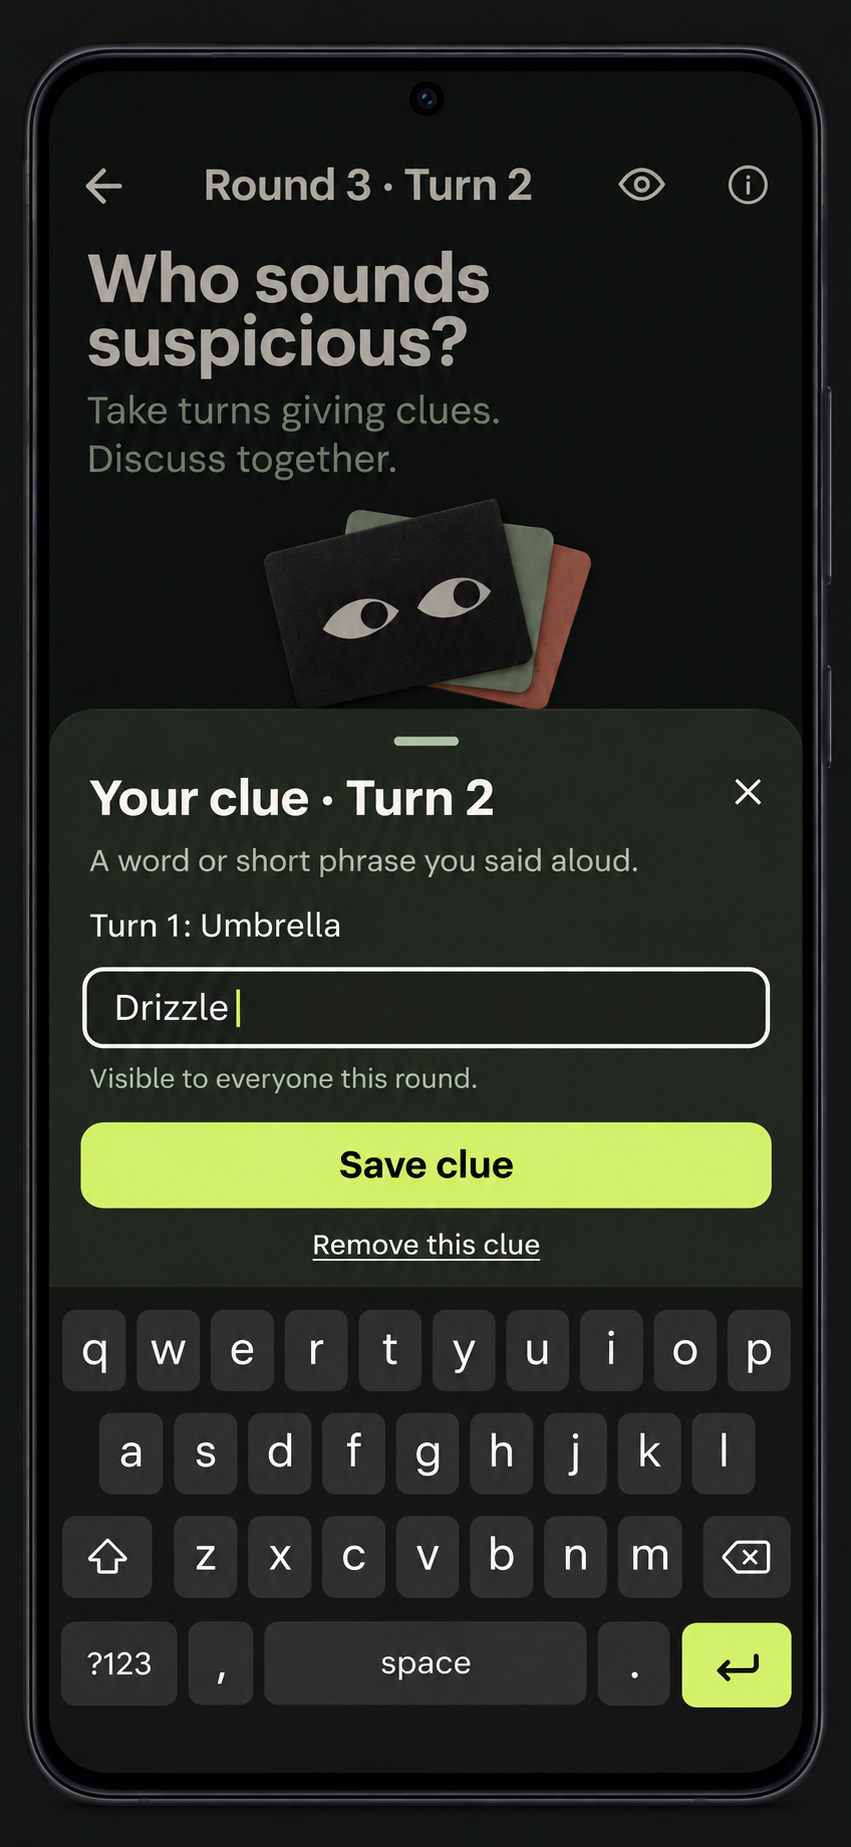 Round 3 · Turn 2
Who sounds
suspicious?
Take turns giving clues.
Discuss together.
Your clue · Turn 2
A word or short phrase you said aloud.
Turn 1: Umbrella
Drizzle
Visible to everyone this round.
Save clue
Remove this clue
q w e r t y u i o p
a s d f g h j k l
z x c v b n m
?123 , space .